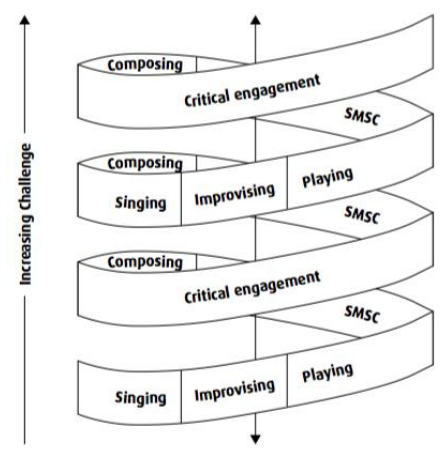 Composing
Critical engagement
SMSC
Composing
Singing Improvising Playing
SMSC
Composing
Critical engagement
SMSC
Singing Improvising Playing
Increasing Challenge